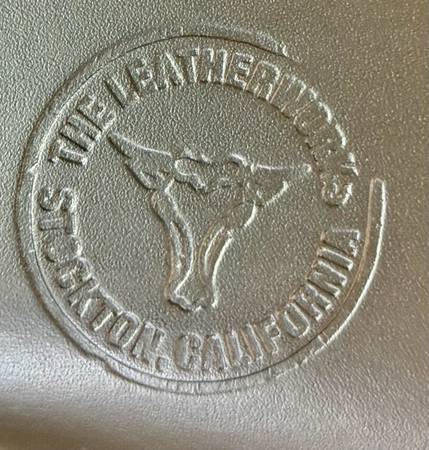 THE LEATHERWORKS
STOCKTON, CALIFORNIA